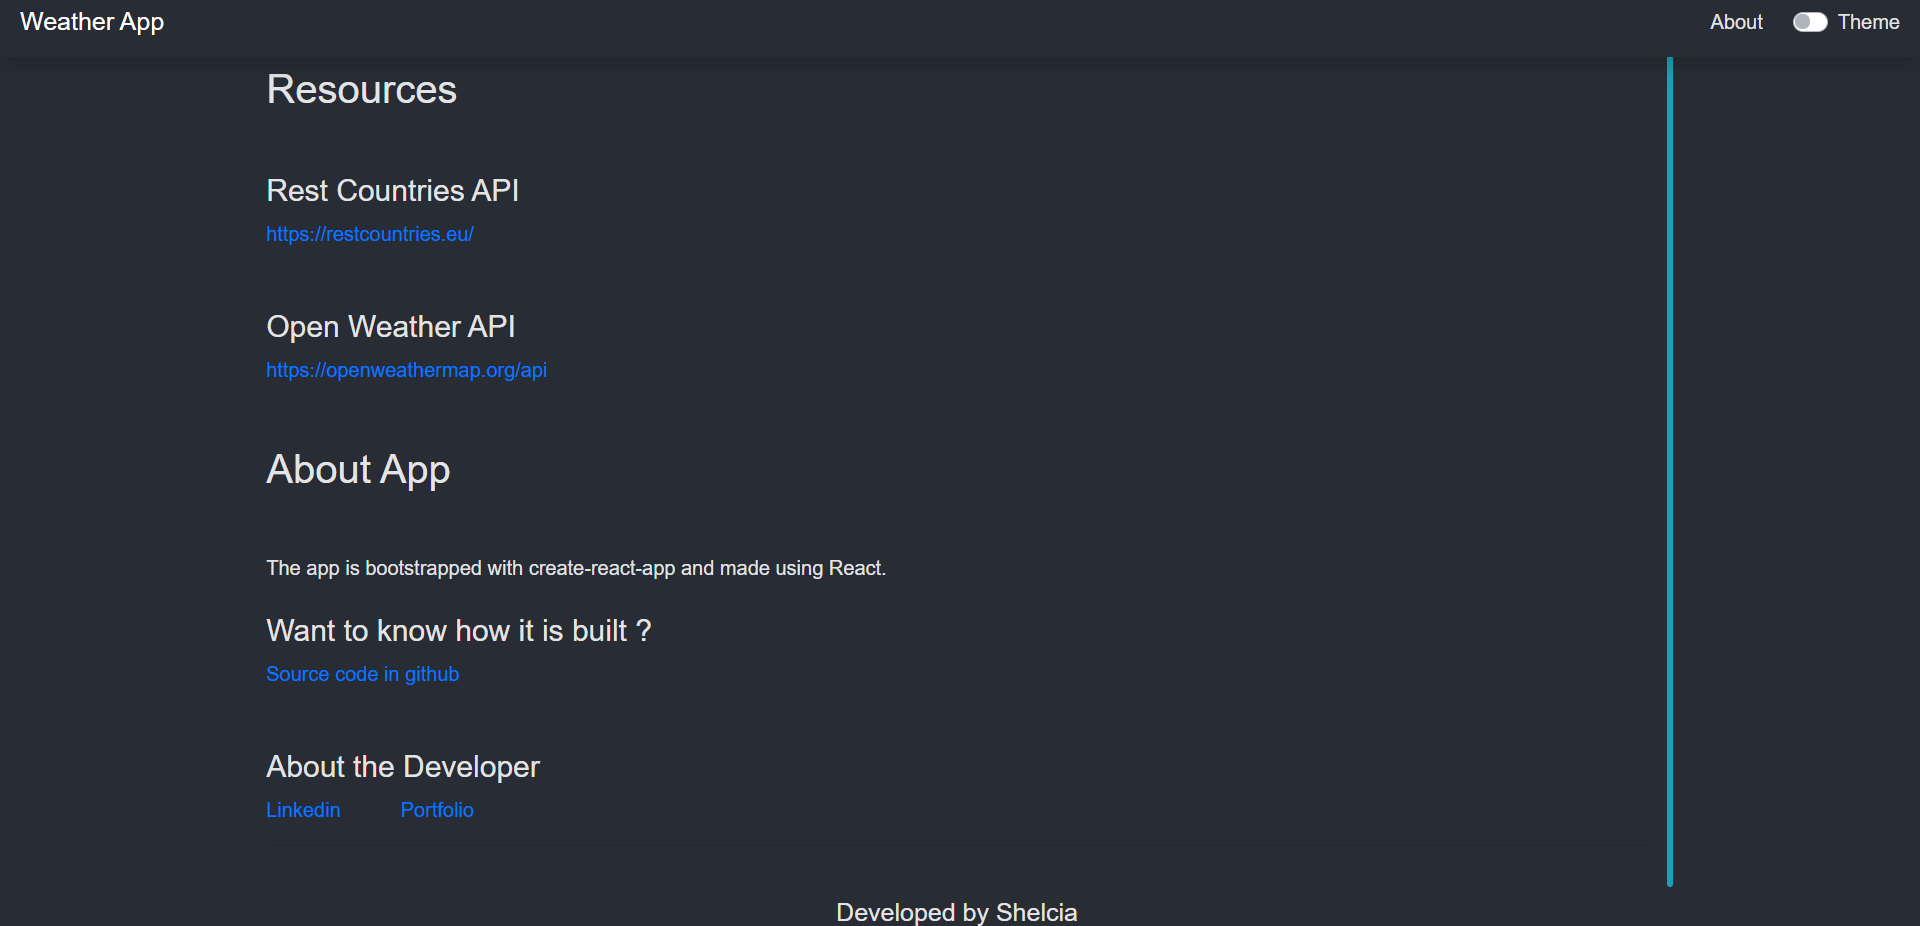 Weather App
About
Theme
Resources
Rest Countries API
https://restcountries.eu/
Open Weather API
https://openweathermap.org/api
About App
The app is bootstrapped with create-react-app and made using React.
Want to know how it is built ?
Source code in github
About the Developer
Linkedin Portfolio
Developed by Shelcia